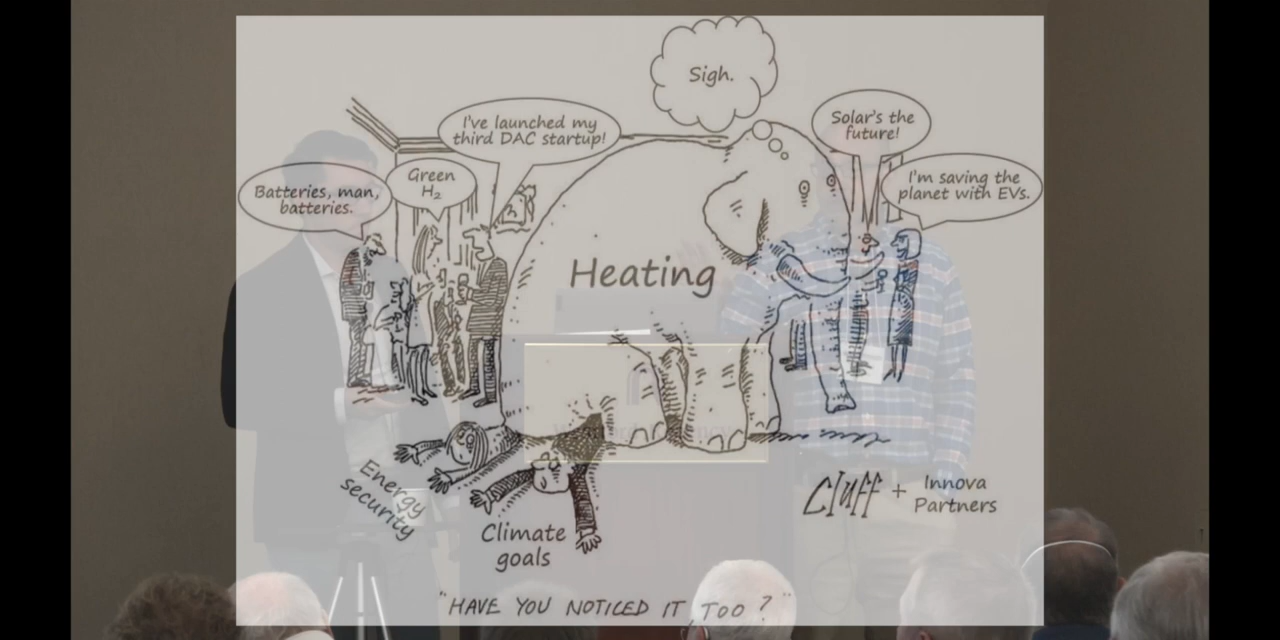 Sigh.
I've launched my
third DAC startup!
Solar's the
future!
Batteries, man,
batteries.
Green
H₂
I'm saving the
planet with EVs.
Heating
Energy
security
Climate
goals
Cluff + Innova
Partners
"HAVE YOU NOTICED IT TOO?"